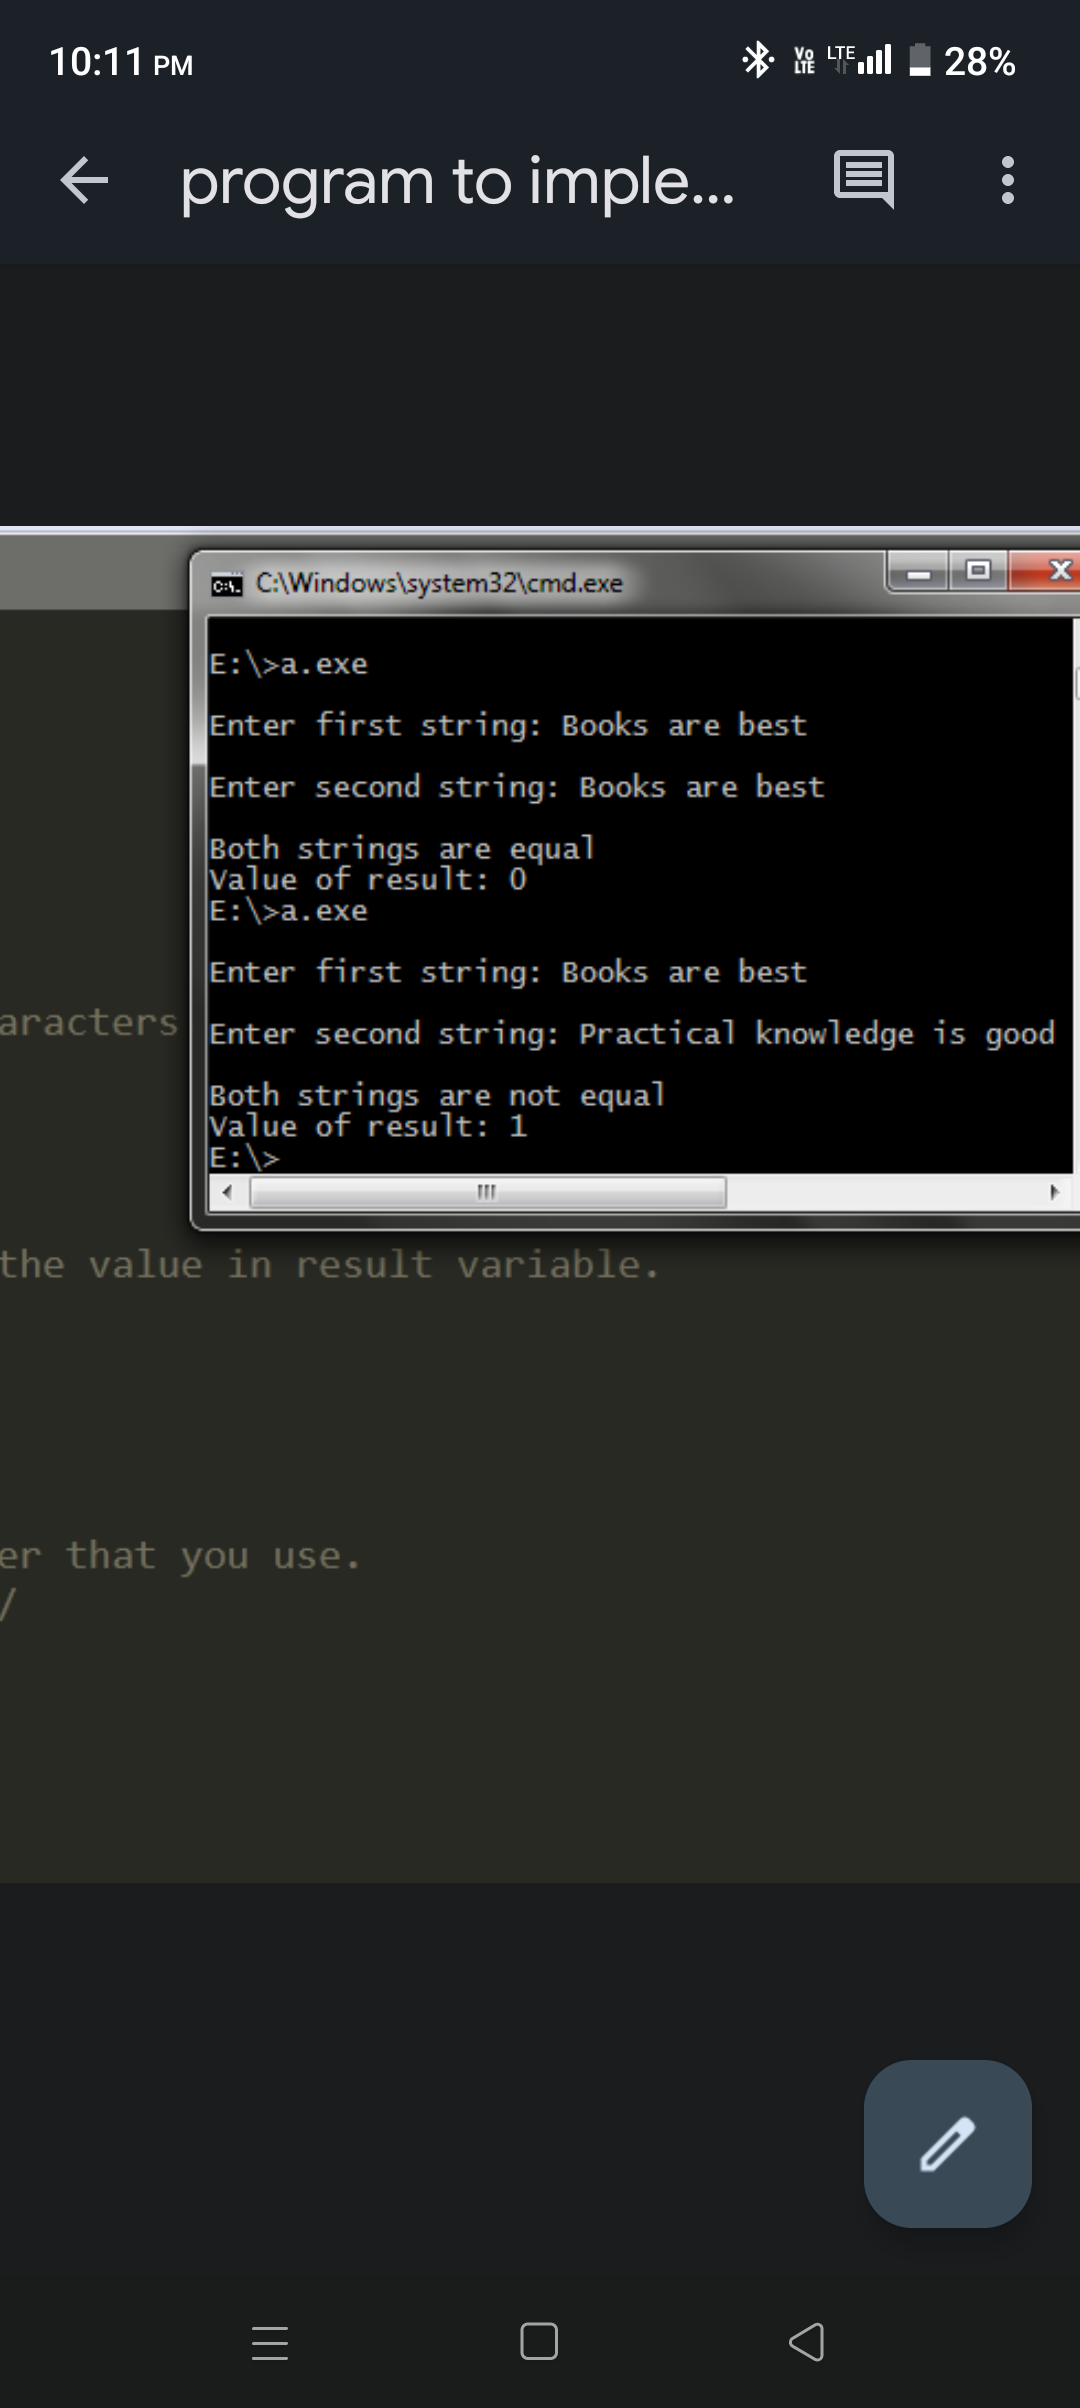 10:11 PM
Vo LTE LTE 28%
program to imple...
C:\Windows\system32\cmd.exe
E:\>a.exe
Enter first string: Books are best
Enter second string: Books are best
Both strings are equal
Value of result: 0
E:\>a.exe
Enter first string: Books are best
aracters
Enter second string: Practical knowledge is good
Both strings are not equal
Value of result: 1
E:\>
the value in result variable.
er that you use.
/